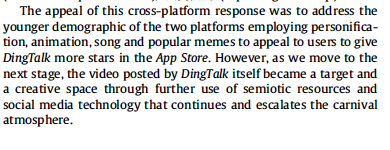 The appeal of this cross-platform response was to address the
younger demographic of the two platforms employing personifica-
tion, animation, song and popular memes to appeal to users to give
DingTalk more stars in the App Store. However, as we move to the
next stage, the video posted by DingTalk itself became a target and
a creative space through further use of semiotic resources and
social media technology that continues and escalates the carnival
atmosphere.